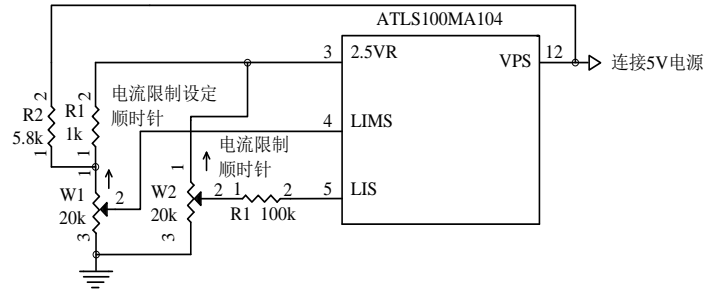 ATLS100MA104
3 2.5VR VPS 12 连接5V电源
2 2 电流限制设定
R2 R1 顺时针
5.8k 1k 4 LIMS
1 1 电流限制
1 1 顺时针
W1 2 W2 2 1 2 5 LIS
20k 20k R1 100k
3 3